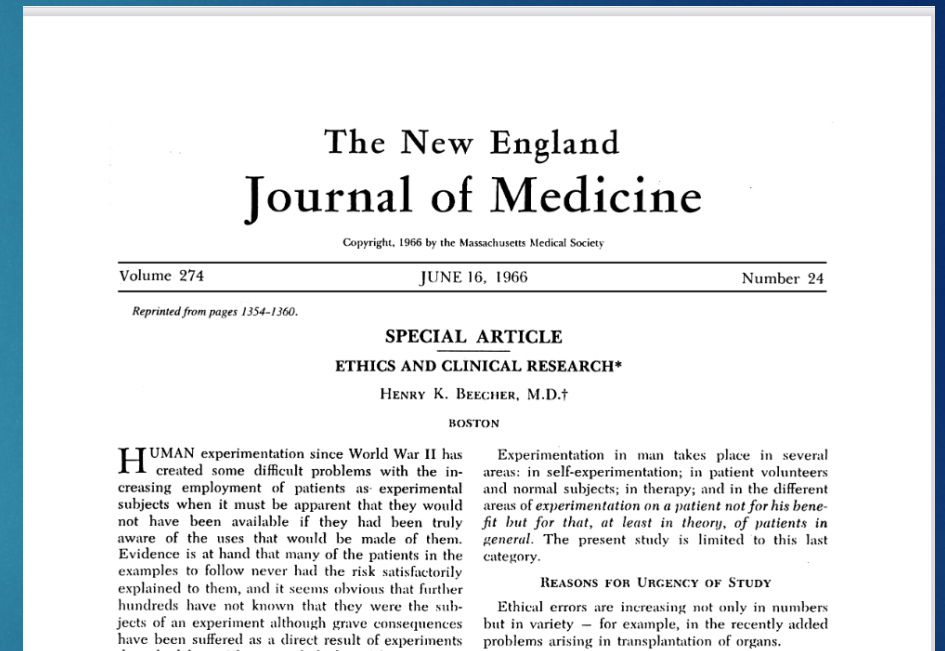 The New England
Journal of Medicine
Copyright, 1966 by the Massachusetts Medical Society
Volume 274 JUNE 16, 1966 Number 24
Reprinted from pages 1354-1360.
SPECIAL ARTICLE
ETHICS AND CLINICAL RESEARCH*
HENRY K. BEECHER, M.D.†
BOSTON
HUMAN experimentation since World War II has
created some difficult problems with the in-
creasing employment of patients as experimental
subjects when it must be apparent that they would
not have been available if they had been truly
aware of the uses that would be made of them.
Evidence is at hand that many of the patients in the
examples to follow never had the risk satisfactorily
explained to them, and it seems obvious that further
hundreds have not known that they were the sub-
jects of an experiment although grave consequences
have been suffered as a direct result of experiments
Experimentation in man takes place in several
areas: in self-experimentation; in patient volunteers
and normal subjects; in therapy; and in the different
areas of experimentation on a patient not for his bene-
fit but for that, at least in theory, of patients in
general. The present study is limited to this last
category.
REASONS FOR URGENCY OF STUDY
Ethical errors are increasing not only in numbers
but in variety — for example, in the recently added
problems arising in transplantation of organs.